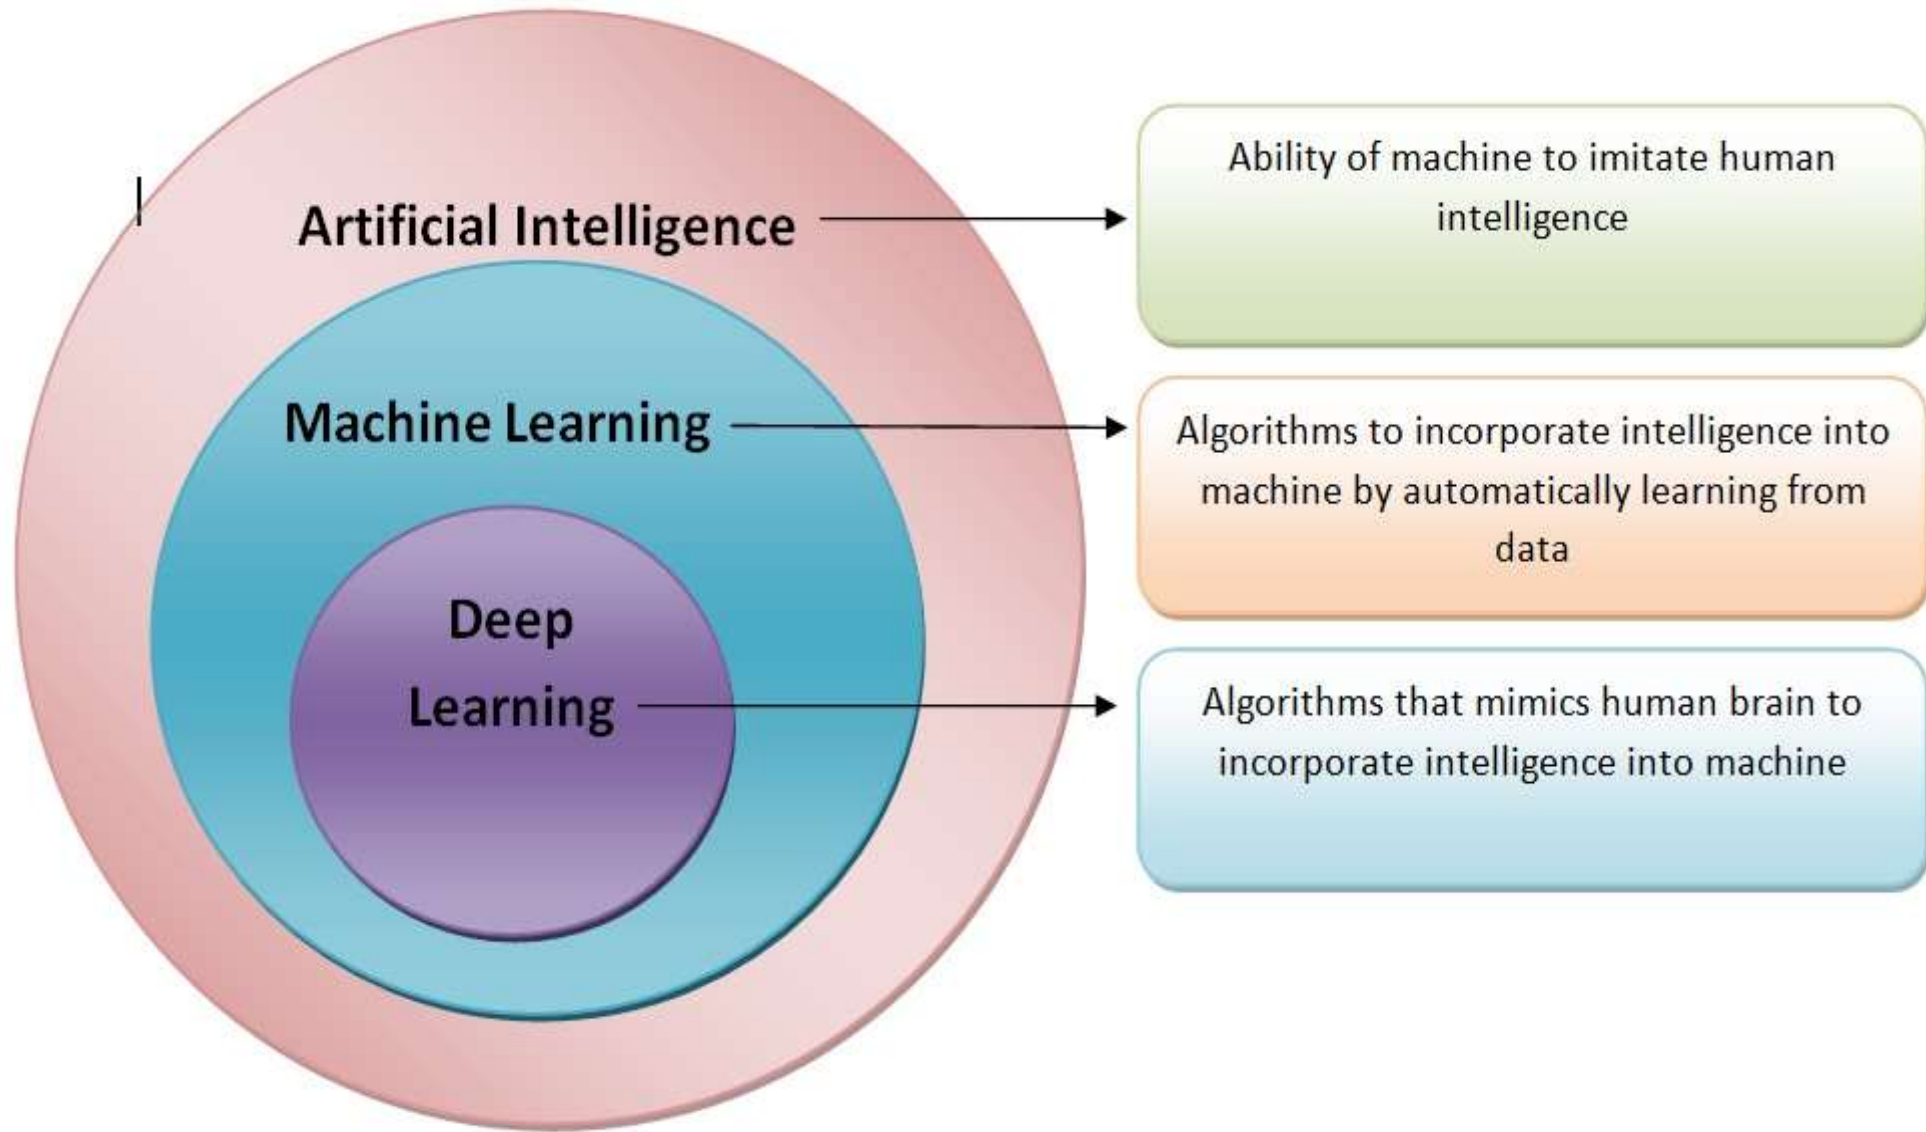 Artificial Intelligence
Ability of machine to imitate human
intelligence
Machine Learning
Algorithms to incorporate intelligence into
machine by automatically learning from
data
Deep
Learning
Algorithms that mimics human brain to
incorporate intelligence into machine